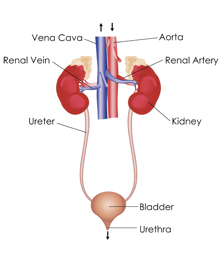 Vena Cava
Aorta
Renal Vein
Renal Artery
Ureter
Kidney
Bladder
Urethra